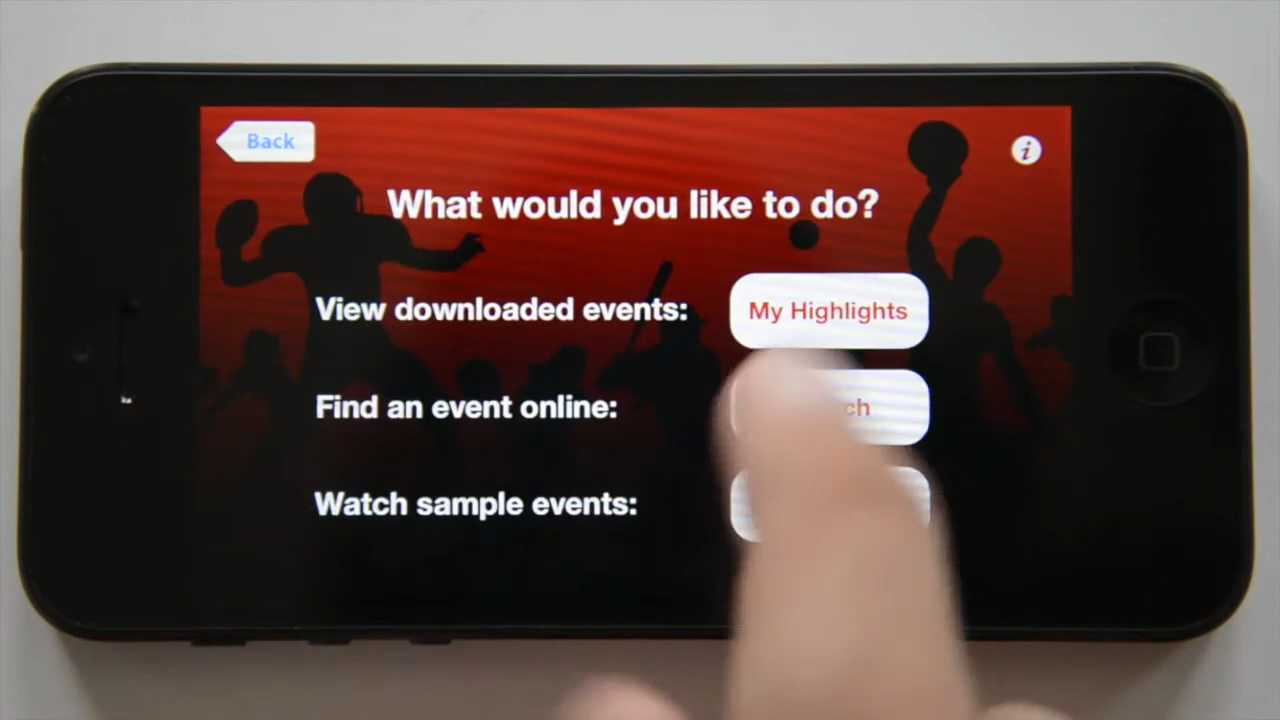 Back
i
What would you like to do?
View downloaded events:
My Highlights
Find an event online:
Watch sample events: